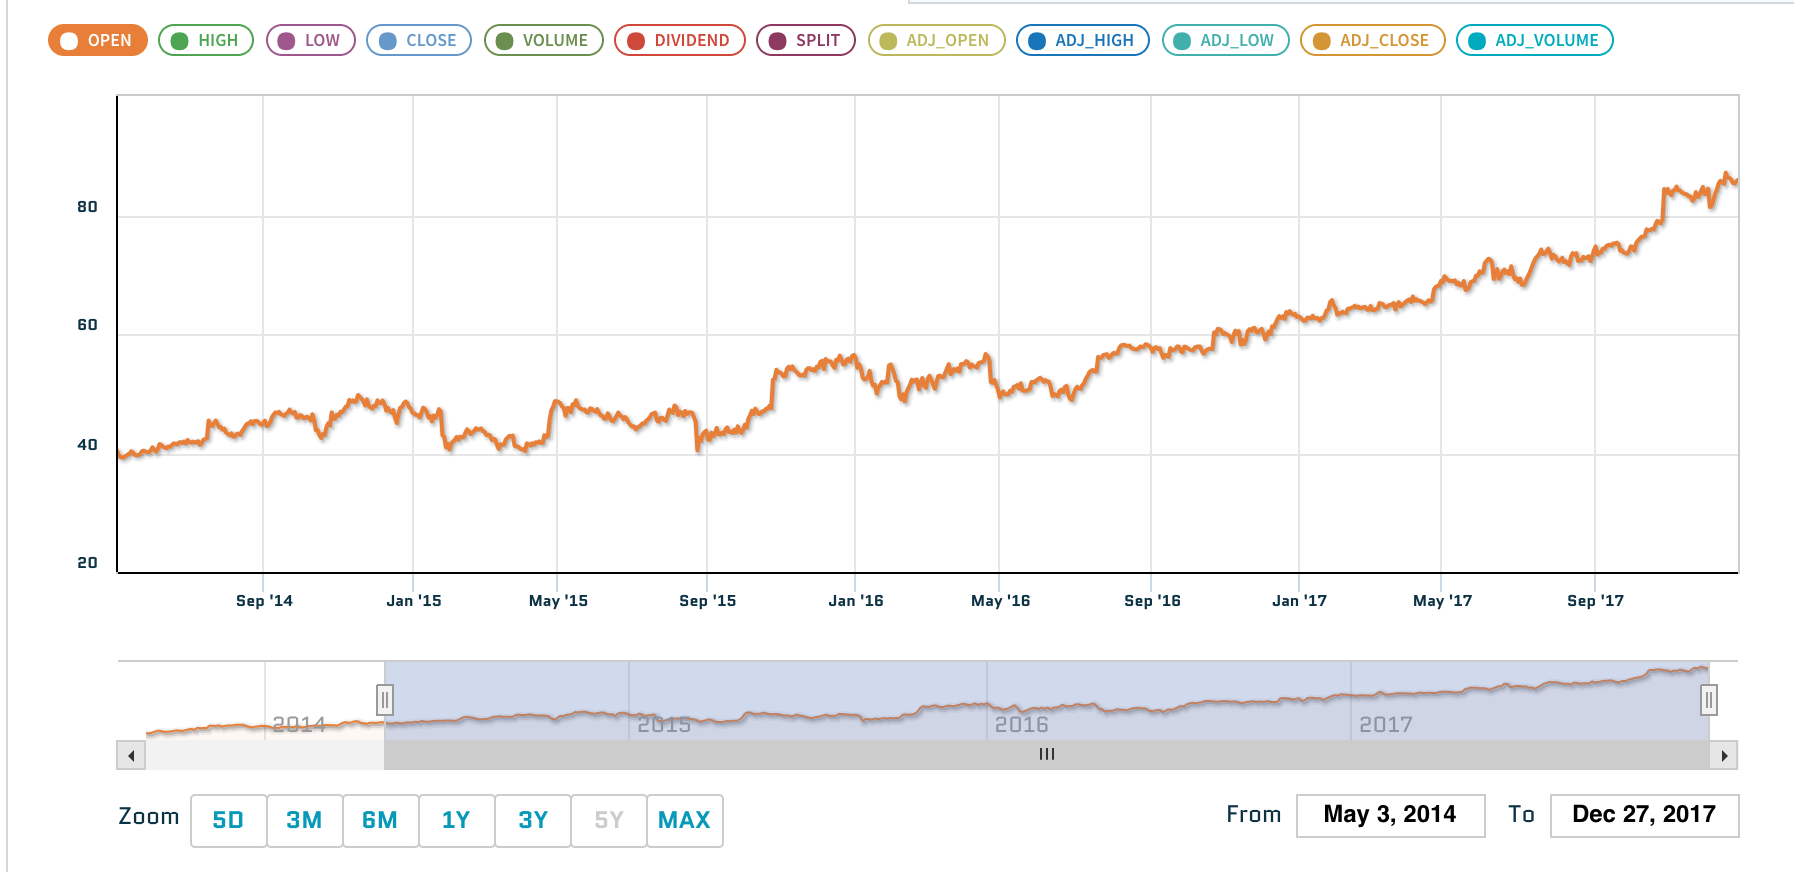 OPEN HIGH LOW CLOSE VOLUME DIVIDEND SPLIT ADJ_OPEN ADJ_HIGH ADJ_LOW ADJ_CLOSE ADJ_VOLUME
80
60
40
20
Sep '14 Jan '15 May '15 Sep '15 Jan '16 May '16 Sep '16 Jan '17 May '17 Sep '17
2014 2015 2016 2017
Zoom 5D 3M 6M 1Y 3Y 5Y MAX From May 3, 2014 To Dec 27, 2017